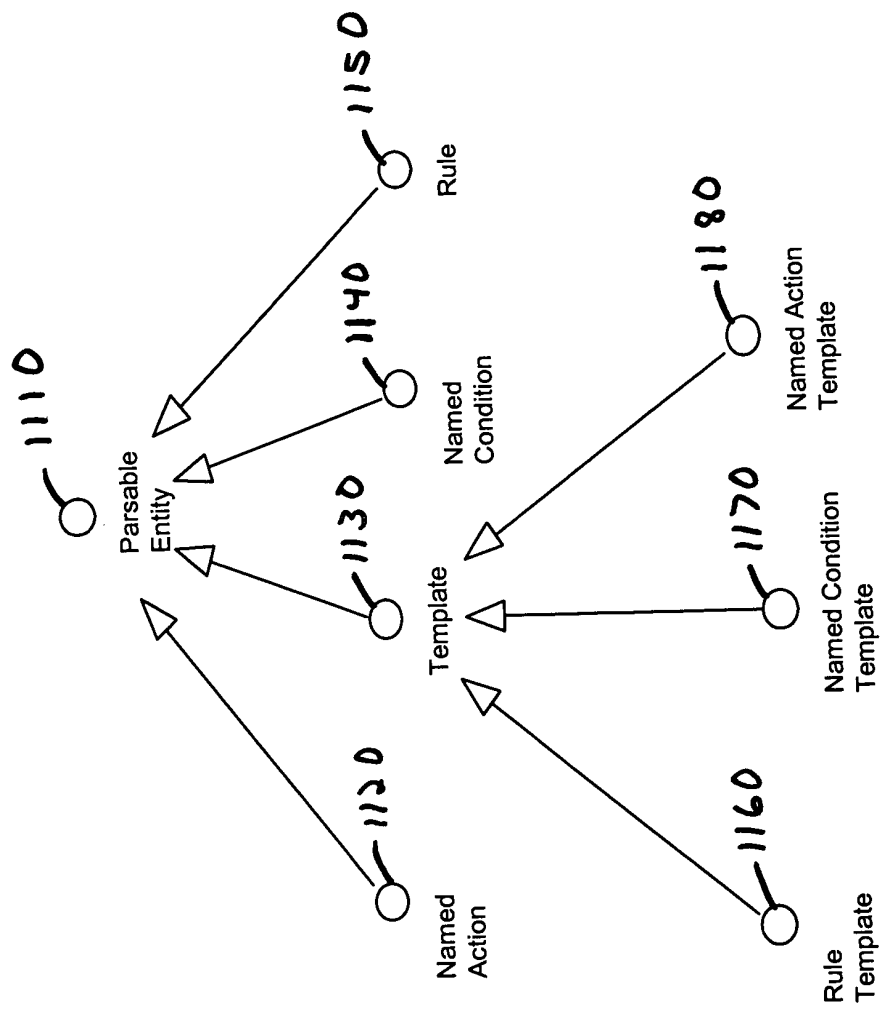 1110
Parsable
Entity
1120
Named
Action
1130
Template
1140
Named
Condition
1150
Rule
1160
Rule
Template
1170
Named Condition
Template
1180
Named Action
Template